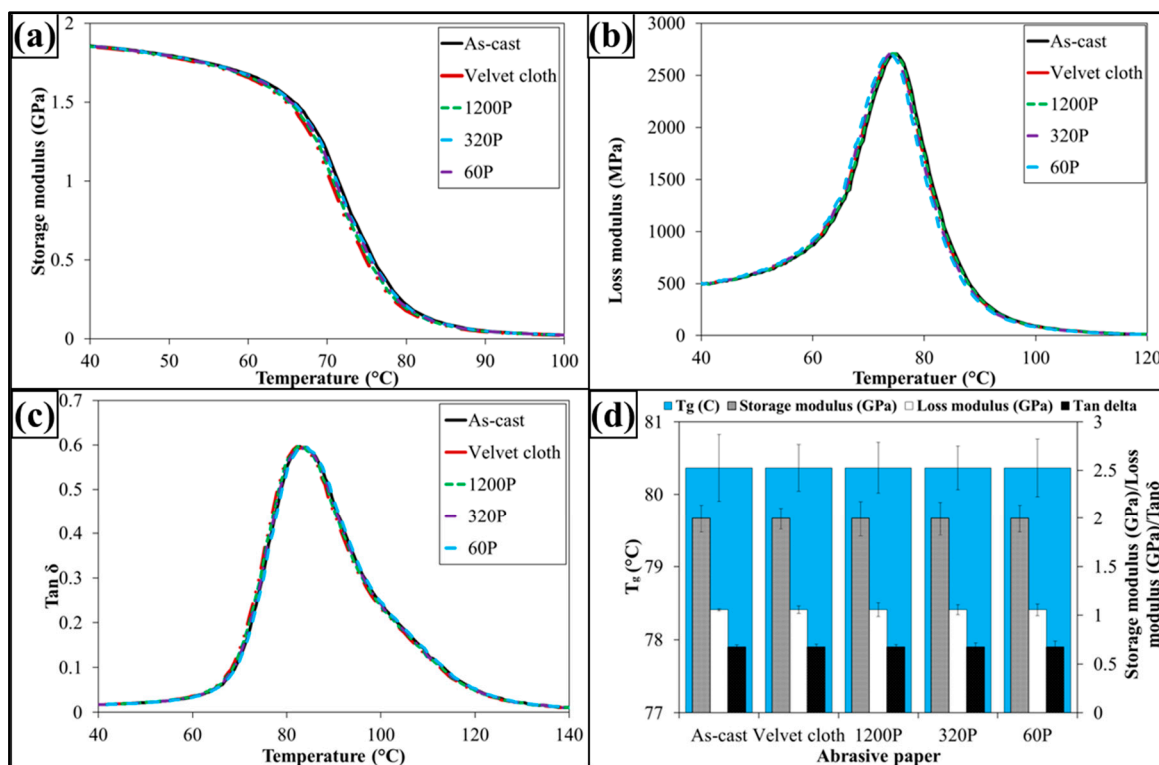 (a)
Storage modulus (GPa)
2
1.5
1
0.5
0
As-cast
Velvet cloth
1200P
320P
60P
40 50 60 70 80 90 100
Temperature (°C)
(b)
Loss modulus (MPa)
3000
2500
2000
1500
1000
500
0
As-cast
Velvet cloth
1200P
320P
60P
40 60 80 100 120
Temperatuer (°C)
(c)
Tan δ
0.7
0.6
0.5
0.4
0.3
0.2
0.1
0
As-cast
Velvet cloth
1200P
320P
60P
40 60 80 100 120 140
Temperature (°C)
(d)
Tg (C) Storage modulus (GPa) Loss modulus (GPa) Tan delta
Tg (°C)
81
80
79
78
77
3
2.5
2
1.5
1
0.5
0
Storage modulus (GPa)/Loss
modulus (GPa)/Tanδ
As-cast Velvet cloth 1200P 320P 60P
Abrasive paper